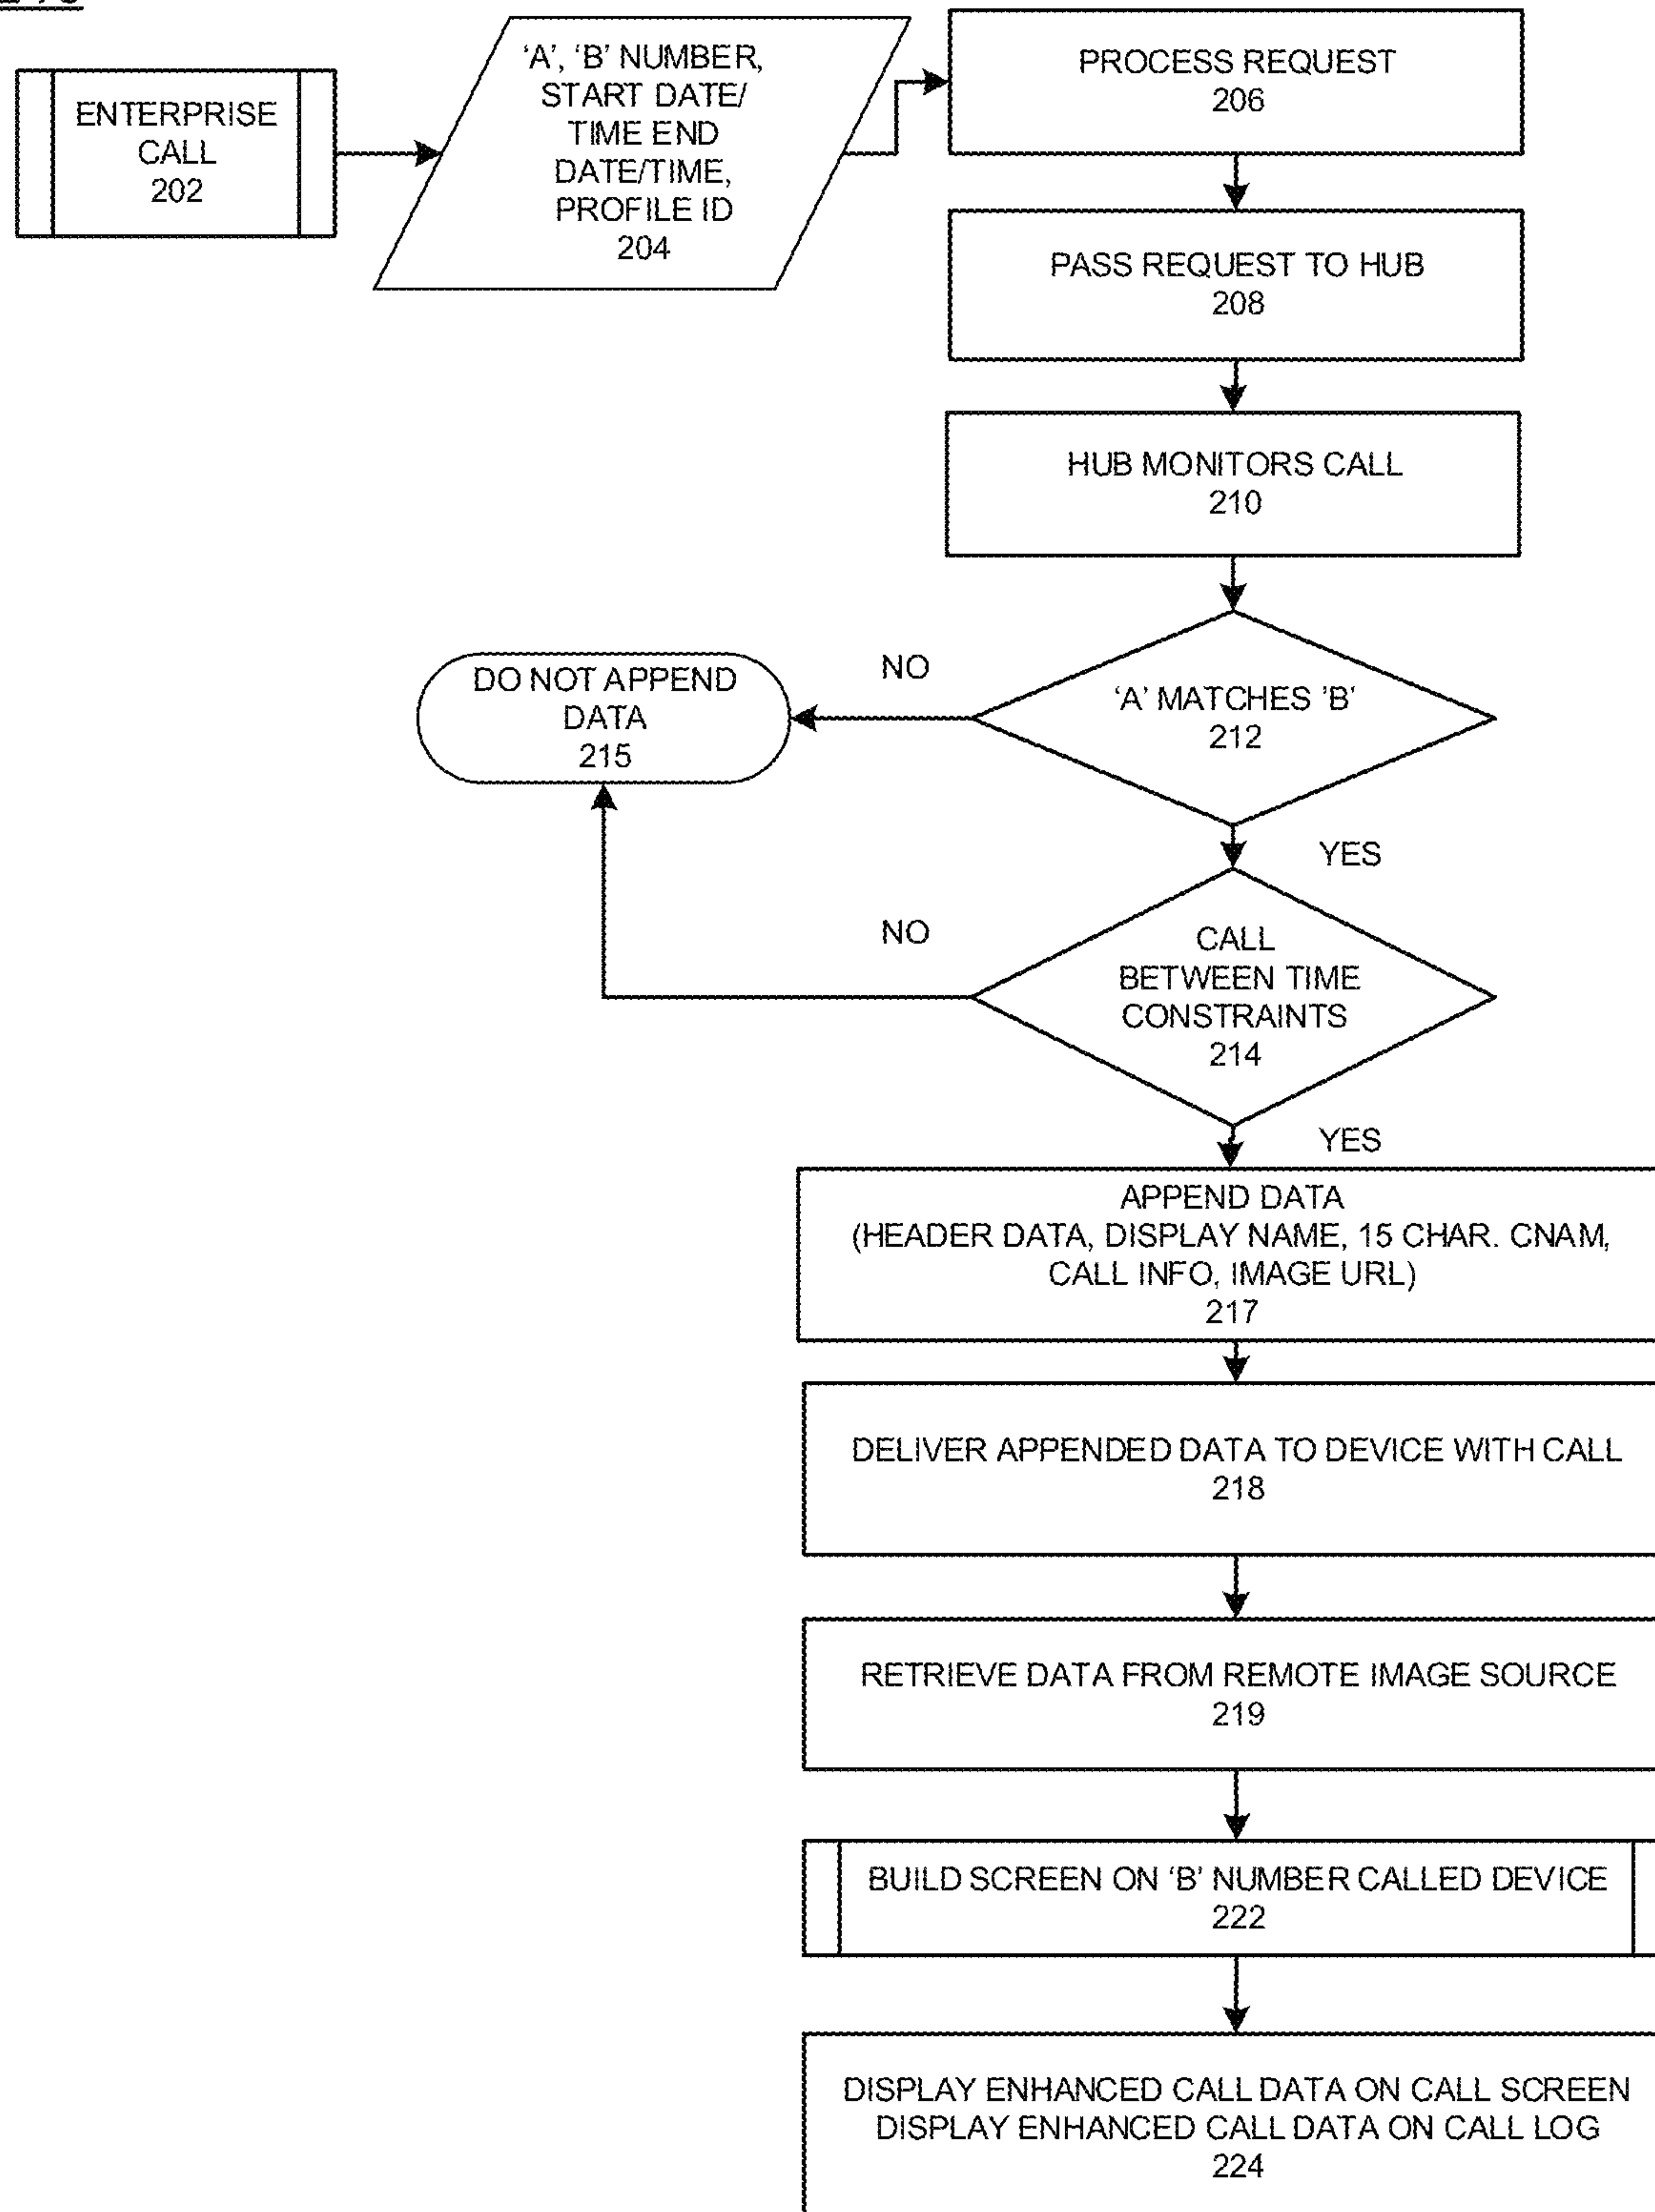 ENTERPRISE
CALL
202
‘A’, ‘B’ NUMBER,
START DATE/
TIME END
DATE/TIME,
PROFILE ID
204
PROCESS REQUEST
206
PASS REQUEST TO HUB
208
HUB MONITORS CALL
210
‘A’ MATCHES ’B’
212
NO
DO NOT APPEND
DATA
215
YES
CALL
BETWEEN TIME
CONSTRAINTS
214
NO
YES
APPEND DATA
(HEADER DATA, DISPLAY NAME, 15 CHAR. CNAM,
CALL INFO, IMAGE URL)
217
DELIVER APPENDED DATA TO DEVICE WITH CALL
218
RETRIEVE DATA FROM REMOTE IMAGE SOURCE
219
BUILD SCREEN ON ‘B’ NUMBER CALLED DEVICE
222
DISPLAY ENHANCED CALL DATA ON CALL SCREEN
DISPLAY ENHANCED CALL DATA ON CALL LOG
224